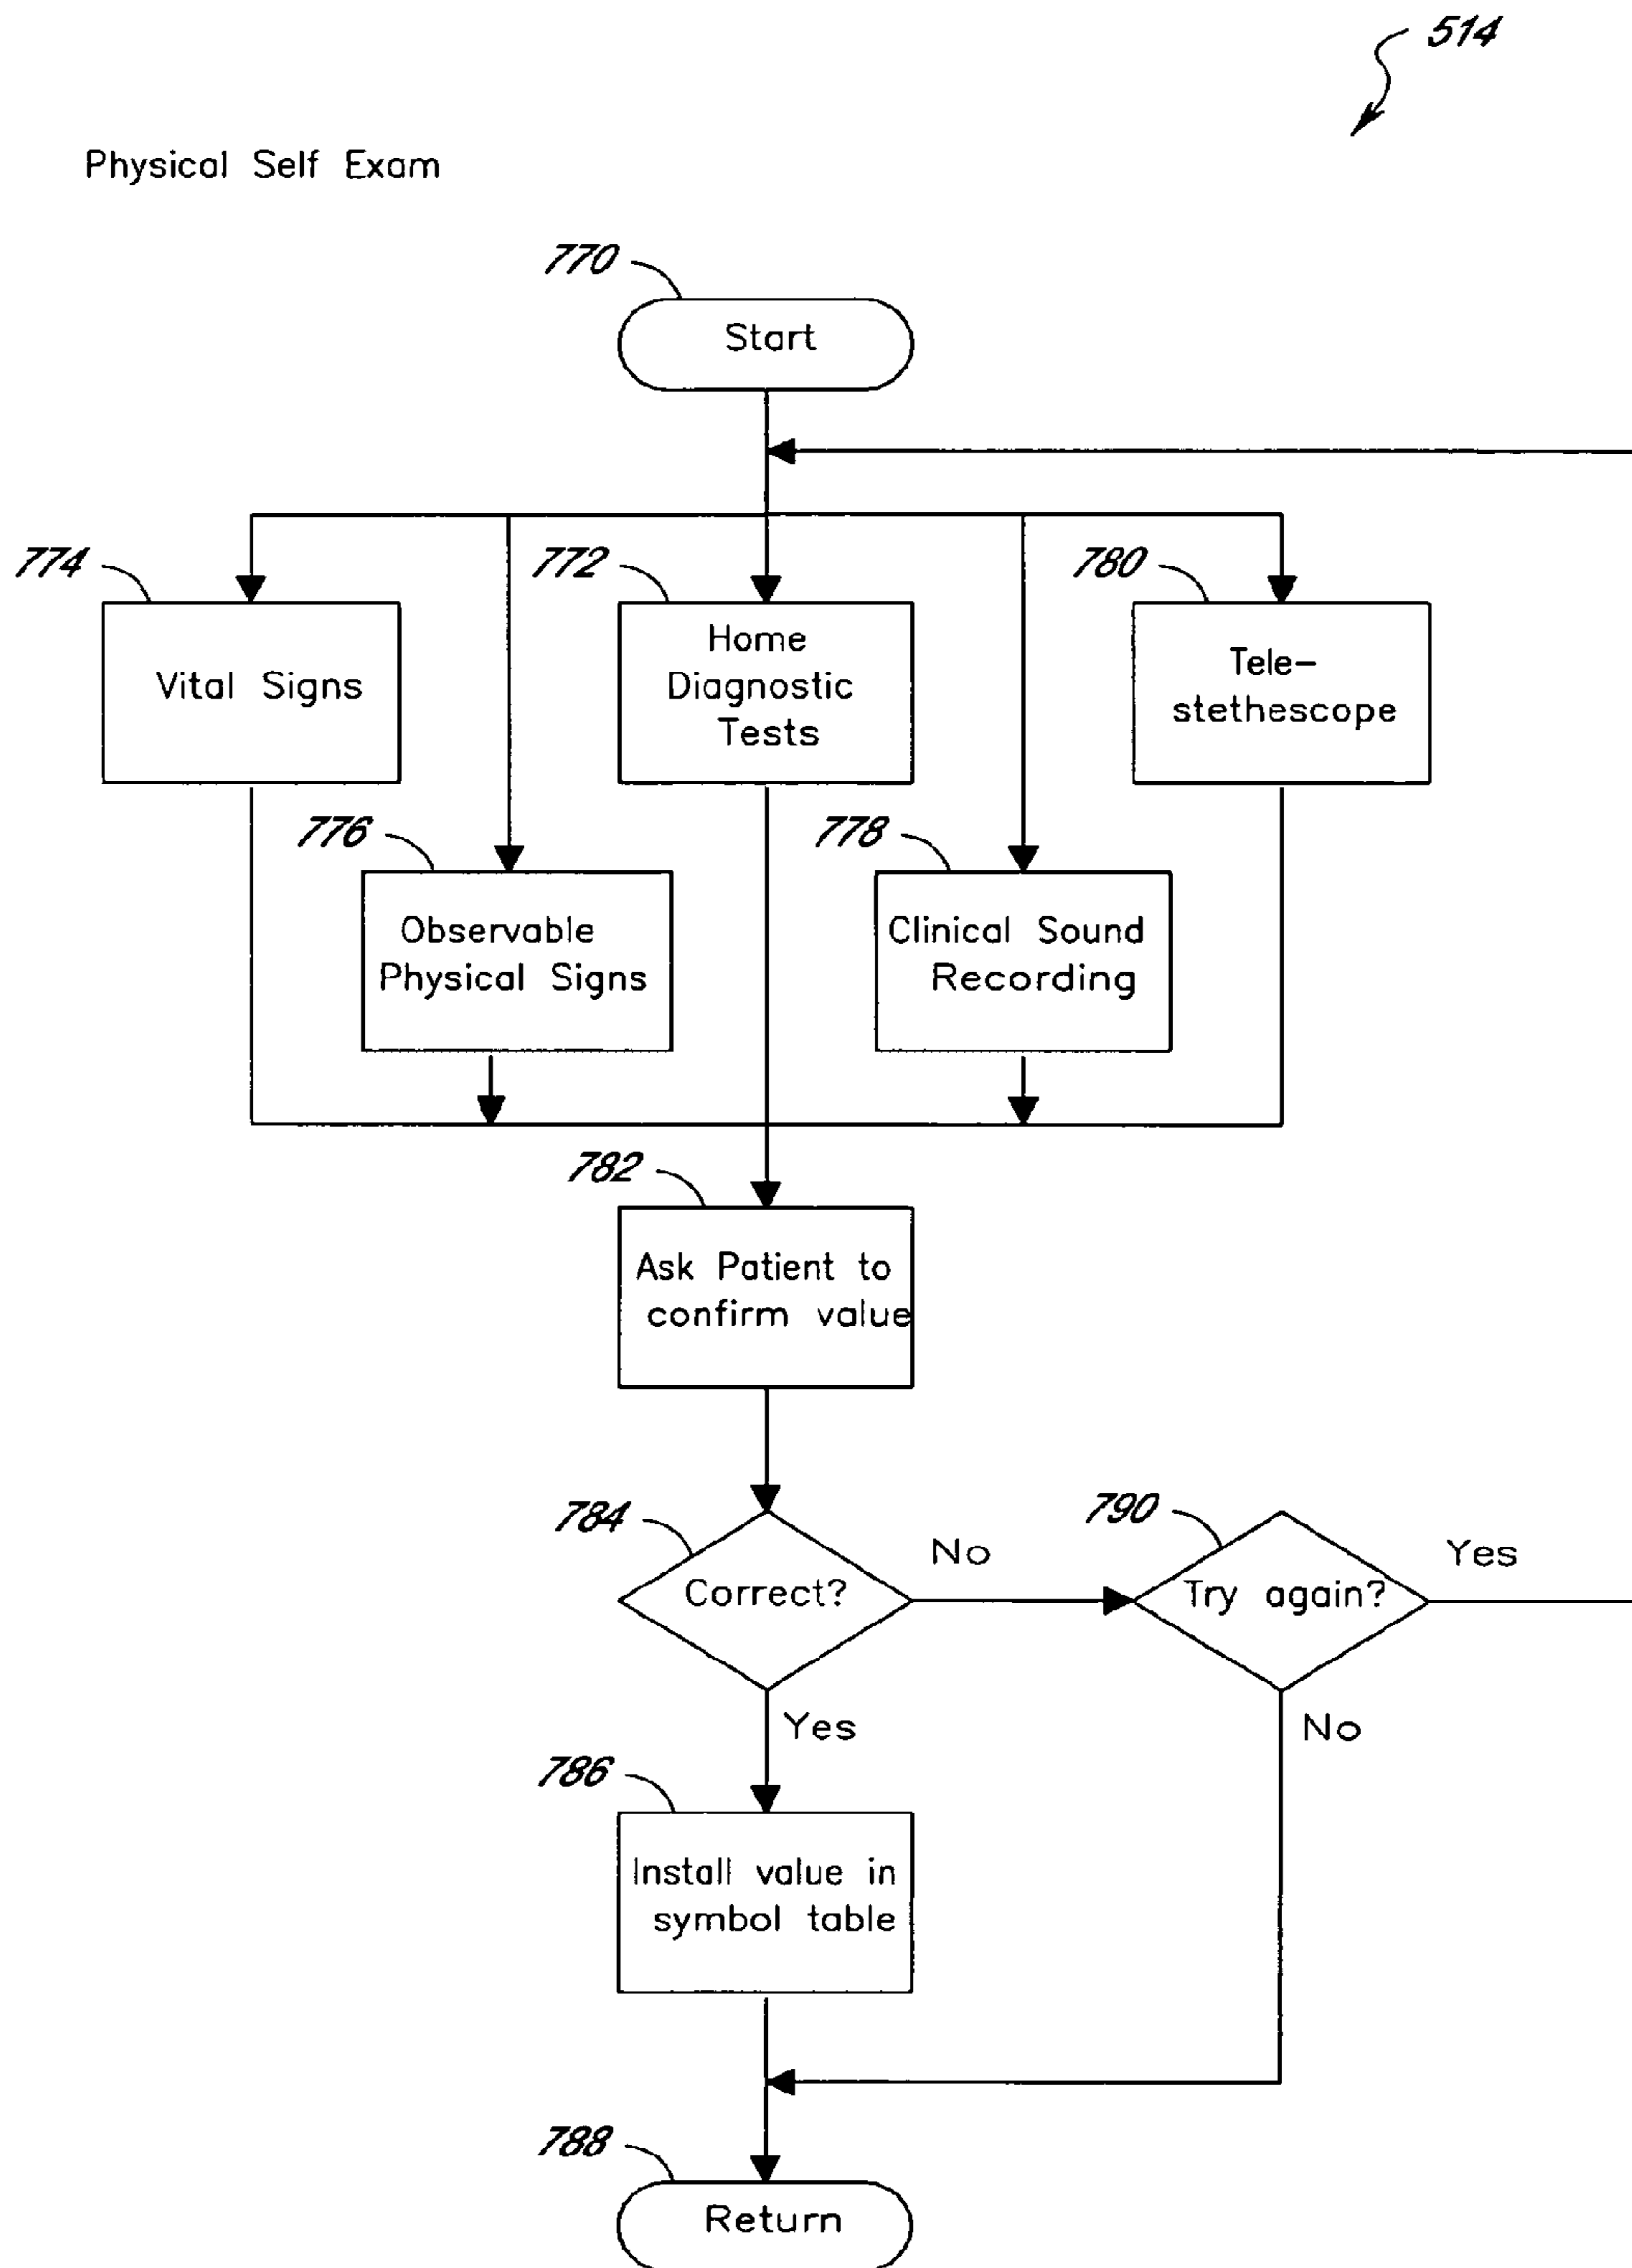 514
Physical Self Exam
770
Start
774
772
780
Vital Signs
Home
Diagnostic
Tests
Tele-
stethescope
776
778
Observable
Physical Signs
Clinical Sound
Recording
782
Ask Patient to
confirm value
784
Correct?
No
790
Try again?
Yes
Yes
No
786
Install value in
symbol table
788
Return